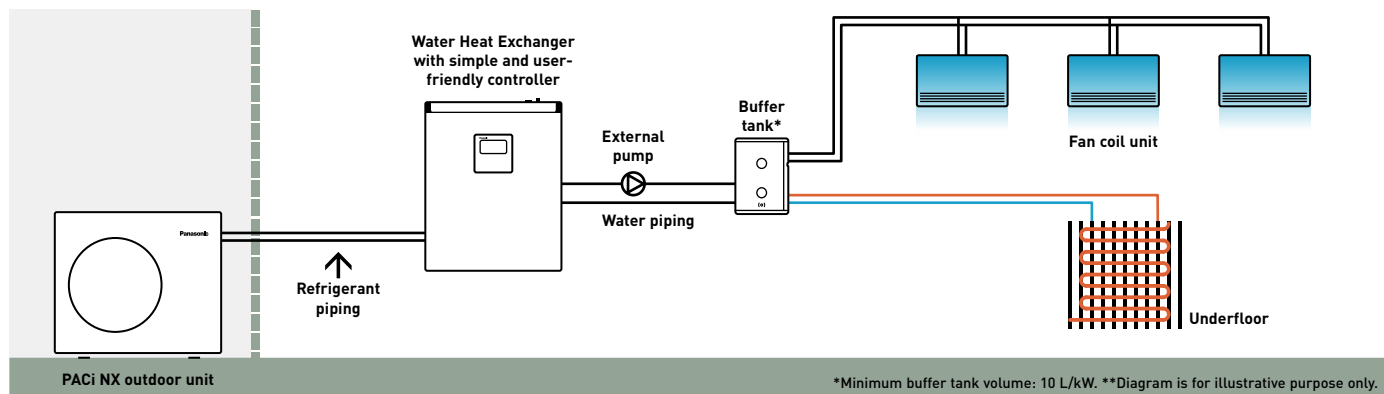 Water Heat Exchanger
with simple and user-
friendly controller
Buffer
tank*
External
pump
Fan coil unit
Water piping
Panasonic
Refrigerant
piping
Underfloor
PACi NX outdoor unit
*Minimum buffer tank volume: 10 L/kW. **Diagram is for illustrative purpose only.